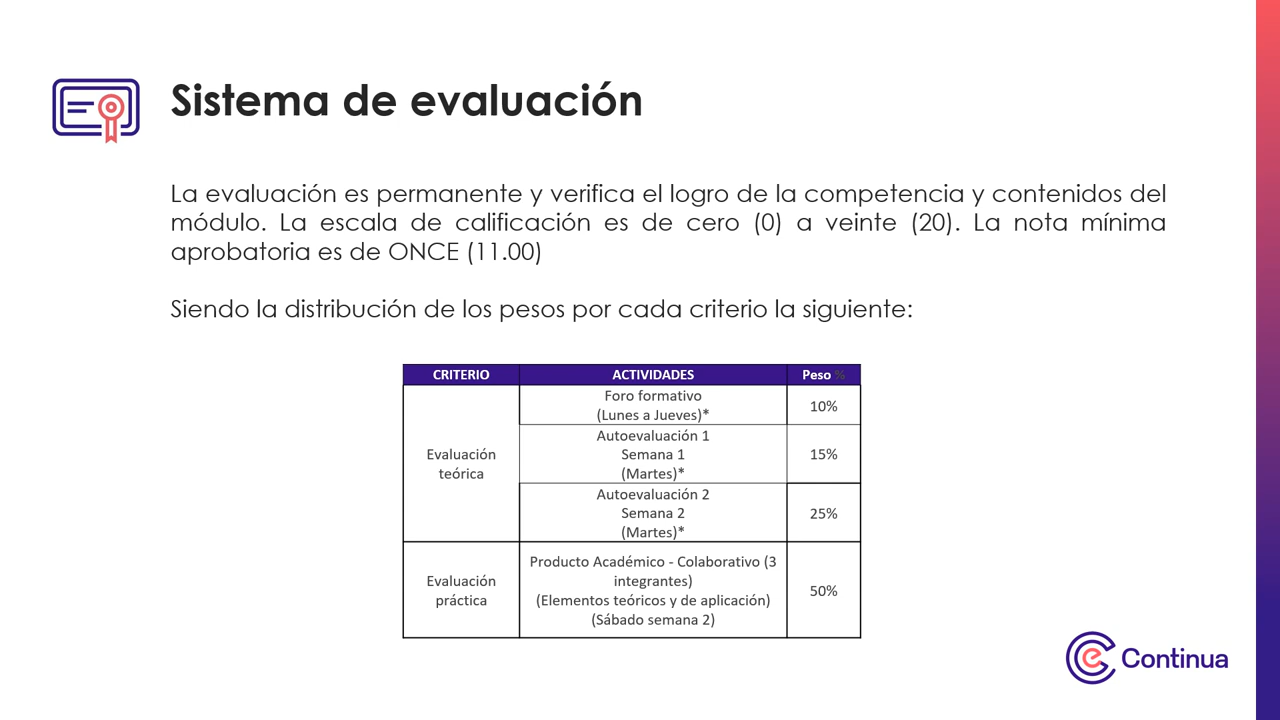 Sistema de evaluación
La evaluación es permanente y verifica el logro de la competencia y contenidos del
módulo. La escala de calificación es de cero (0) a veinte (20). La nota mínima
aprobatoria es de ONCE (11.00)
Siendo la distribución de los pesos por cada criterio la siguiente:
CRITERIO ACTIVIDADES Peso %
Evaluación
teórica
Foro formativo
(Lunes a Jueves)*
10%
Autoevaluación 1
Semana 1
(Martes)*
15%
Autoevaluación 2
Semana 2
(Martes)*
25%
Evaluación
práctica
Producto Académico - Colaborativo (3
integrantes)
(Elementos teóricos y de aplicación)
(Sábado semana 2)
50%
e Continua